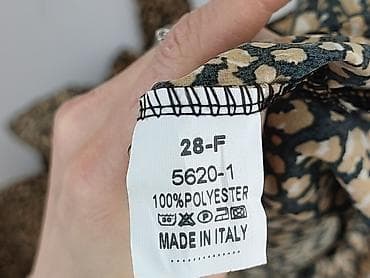 28-F
5620-1
100%POLYESTER
MADE IN ITALY